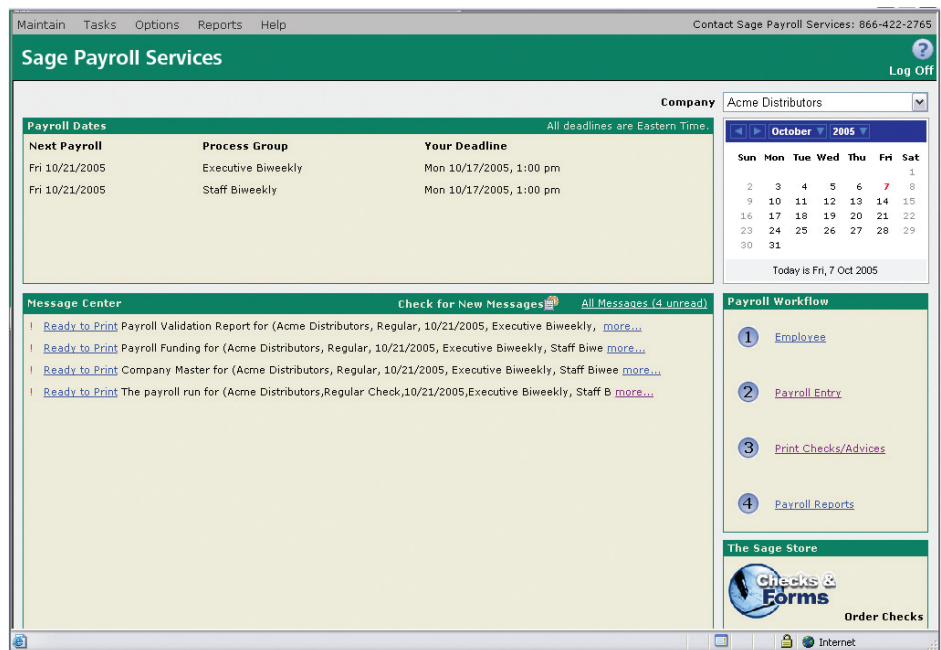 Maintain Tasks Options Reports Help Contact Sage Payroll Services: 866-422-2765
Sage Payroll Services
Log Off
Company Acme Distributors
Payroll Dates All deadlines are Eastern Time.
Next Payroll Process Group Your Deadline
Fri 10/21/2005 Executive Biweekly Mon 10/17/2005, 1:00 pm
Fri 10/21/2005 Staff Biweekly Mon 10/17/2005, 1:00 pm
October 2005
Sun Mon Tue Wed Thu Fri Sat
1
2 3 4 5 6 7 8
9 10 11 12 13 14 15
16 17 18 19 20 21 22
23 24 25 26 27 28 29
30 31
Today is Fri, 7 Oct 2005
Message Center Check for New Messages All Messages (4 unread)
! Ready to Print Payroll Validation Report for (Acme Distributors, Regular, 10/21/2005, Executive Biweekly, more...
! Ready to Print Payroll Funding for (Acme Distributors, Regular, 10/21/2005, Executive Biweekly, Staff Biwe more...
! Ready to Print Company Master for (Acme Distributors, Regular, 10/21/2005, Executive Biweekly, Staff Biwee more...
! Ready to Print The payroll run for (Acme Distributors,Regular Check,10/21/2005,Executive Biweekly, Staff B more...
Payroll Workflow
1 Employee
2 Payroll Entry
3 Print Checks/Advices
4 Payroll Reports
The Sage Store
Checks &
Forms
Order Checks
Internet